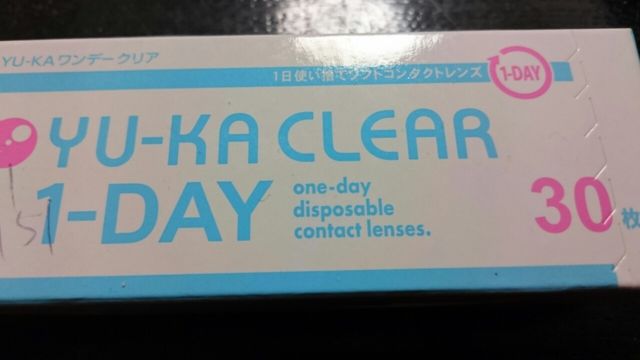 YU-KAワンデークリア
1日使い捨てソフトコンタクトレンズ
1-DAY
YU-KA CLEAR
1-DAY
one-day
disposable
contact lenses.
30枚